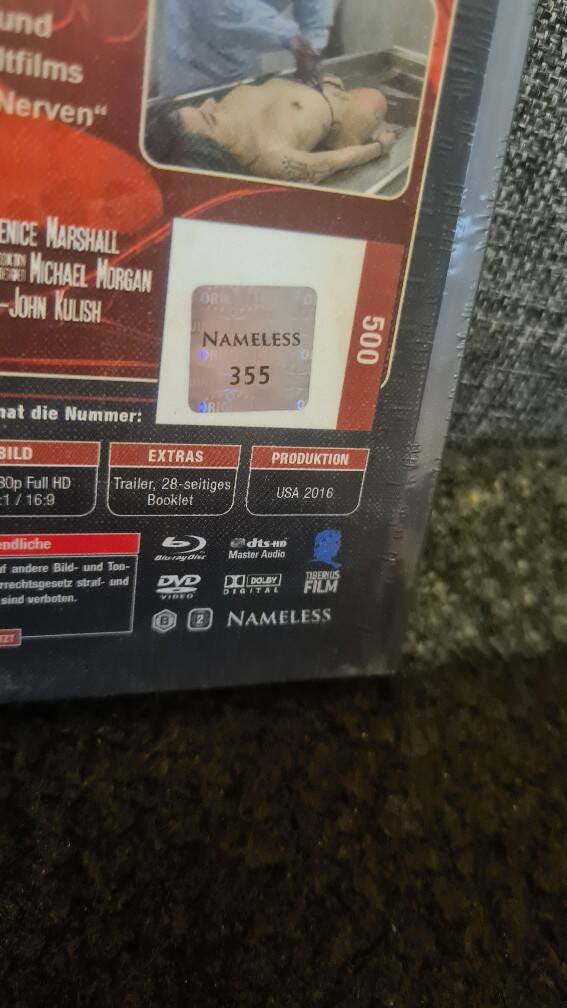 und
ltfilms
Nerven“
ENICE MARSHALL
MICHAEL MORGAN
–JOHN KULISH
NAMELESS
355
500
hat die Nummer:
BILD
80p Full HD
:1 / 16:9
EXTRAS
Trailer, 28-seitiges
Booklet
PRODUKTION
USA 2016
endliche
f andere Bild- und Ton-
rrechtsgesetz straf- und
sind verboten.
TZT
Blu-ray Disc
dts-HD
Master Audio
TIBERIUS
FILM
DVD
VIDEO
DOLBY
DIGITAL
B
2
NAMELESS